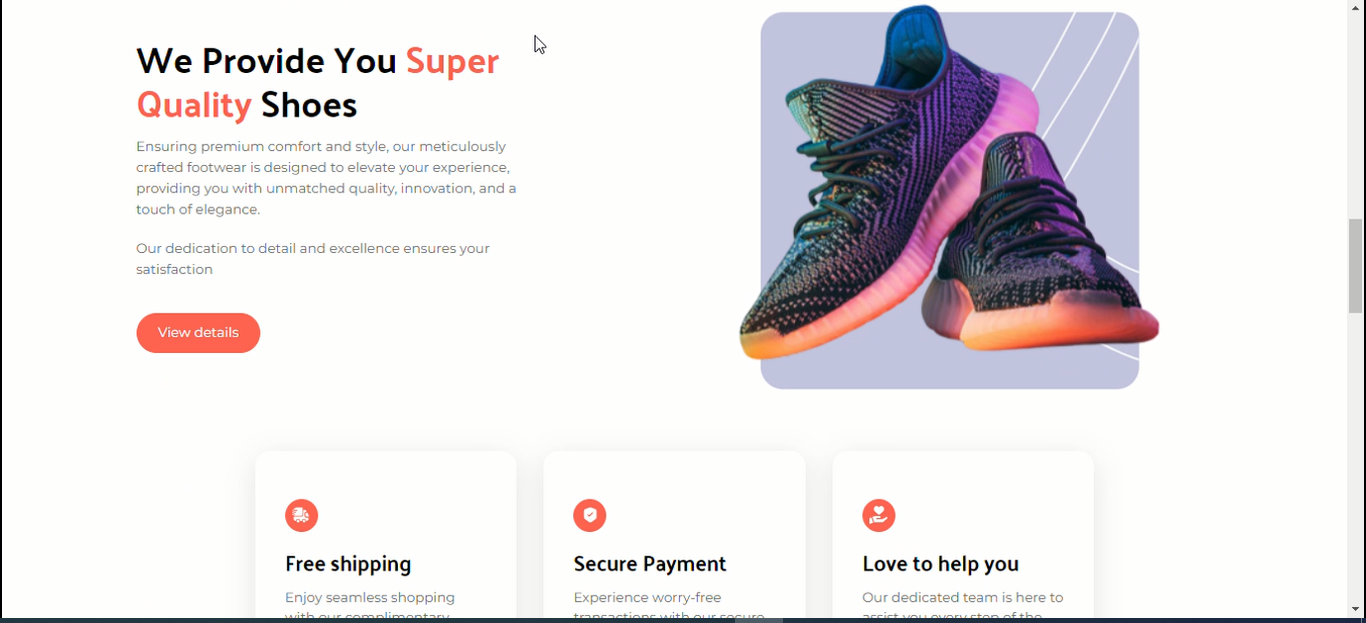 We Provide You Super
Quality Shoes
Ensuring premium comfort and style, our meticulously
crafted footwear is designed to elevate your experience,
providing you with unmatched quality, innovation, and a
touch of elegance.
Our dedication to detail and excellence ensures your
satisfaction
View details
Free shipping
Enjoy seamless shopping
with our complimentary
Secure Payment
Experience worry-free
transactions with our secure
Love to help you
Our dedicated team is here to
assist you every step of the